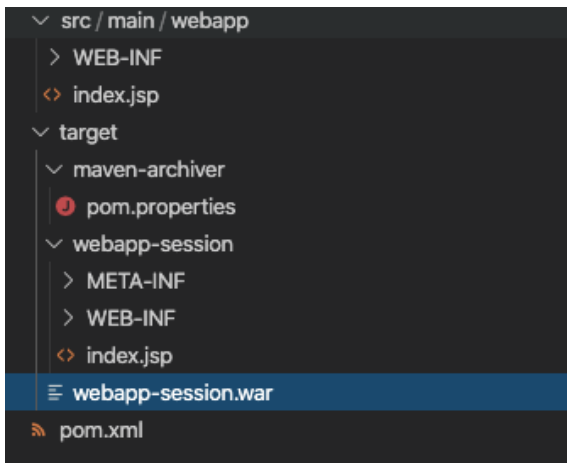 src / main / webapp
WEB-INF
index.jsp
target
maven-archiver
pom.properties
webapp-session
META-INF
WEB-INF
index.jsp
webapp-session.war
pom.xml